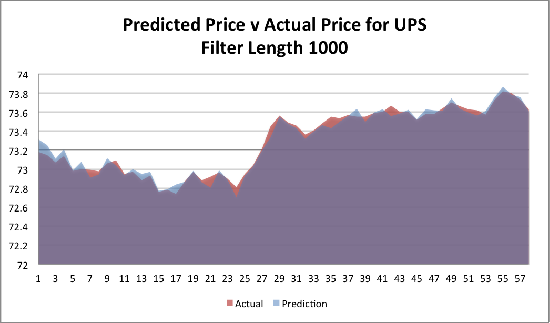 Predicted Price v Actual Price for UPS
Filter Length 1000
74
73.8
73.6
73.4
73.2
73
72.8
72.6
72.4
72.2
72
1 3 5 7 9 11 13 15 17 19 21 23 25 27 29 31 33 35 37 39 41 43 45 47 49 51 53 55 57
Actual Prediction